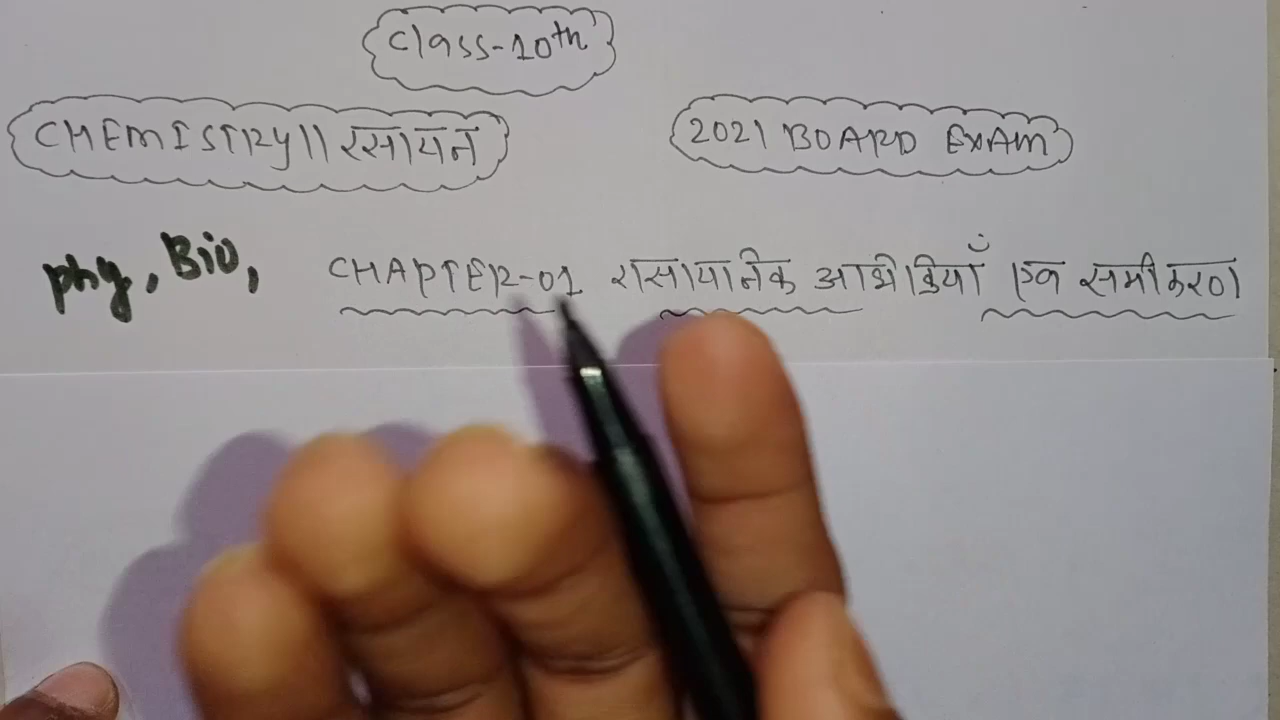 Class-10th
CHEMISTRY || रसायन
2021 BOARD EXAM
phy, Bio,
CHAPTER-01 रासायनिक अभिक्रियाँ एवं समीकरण